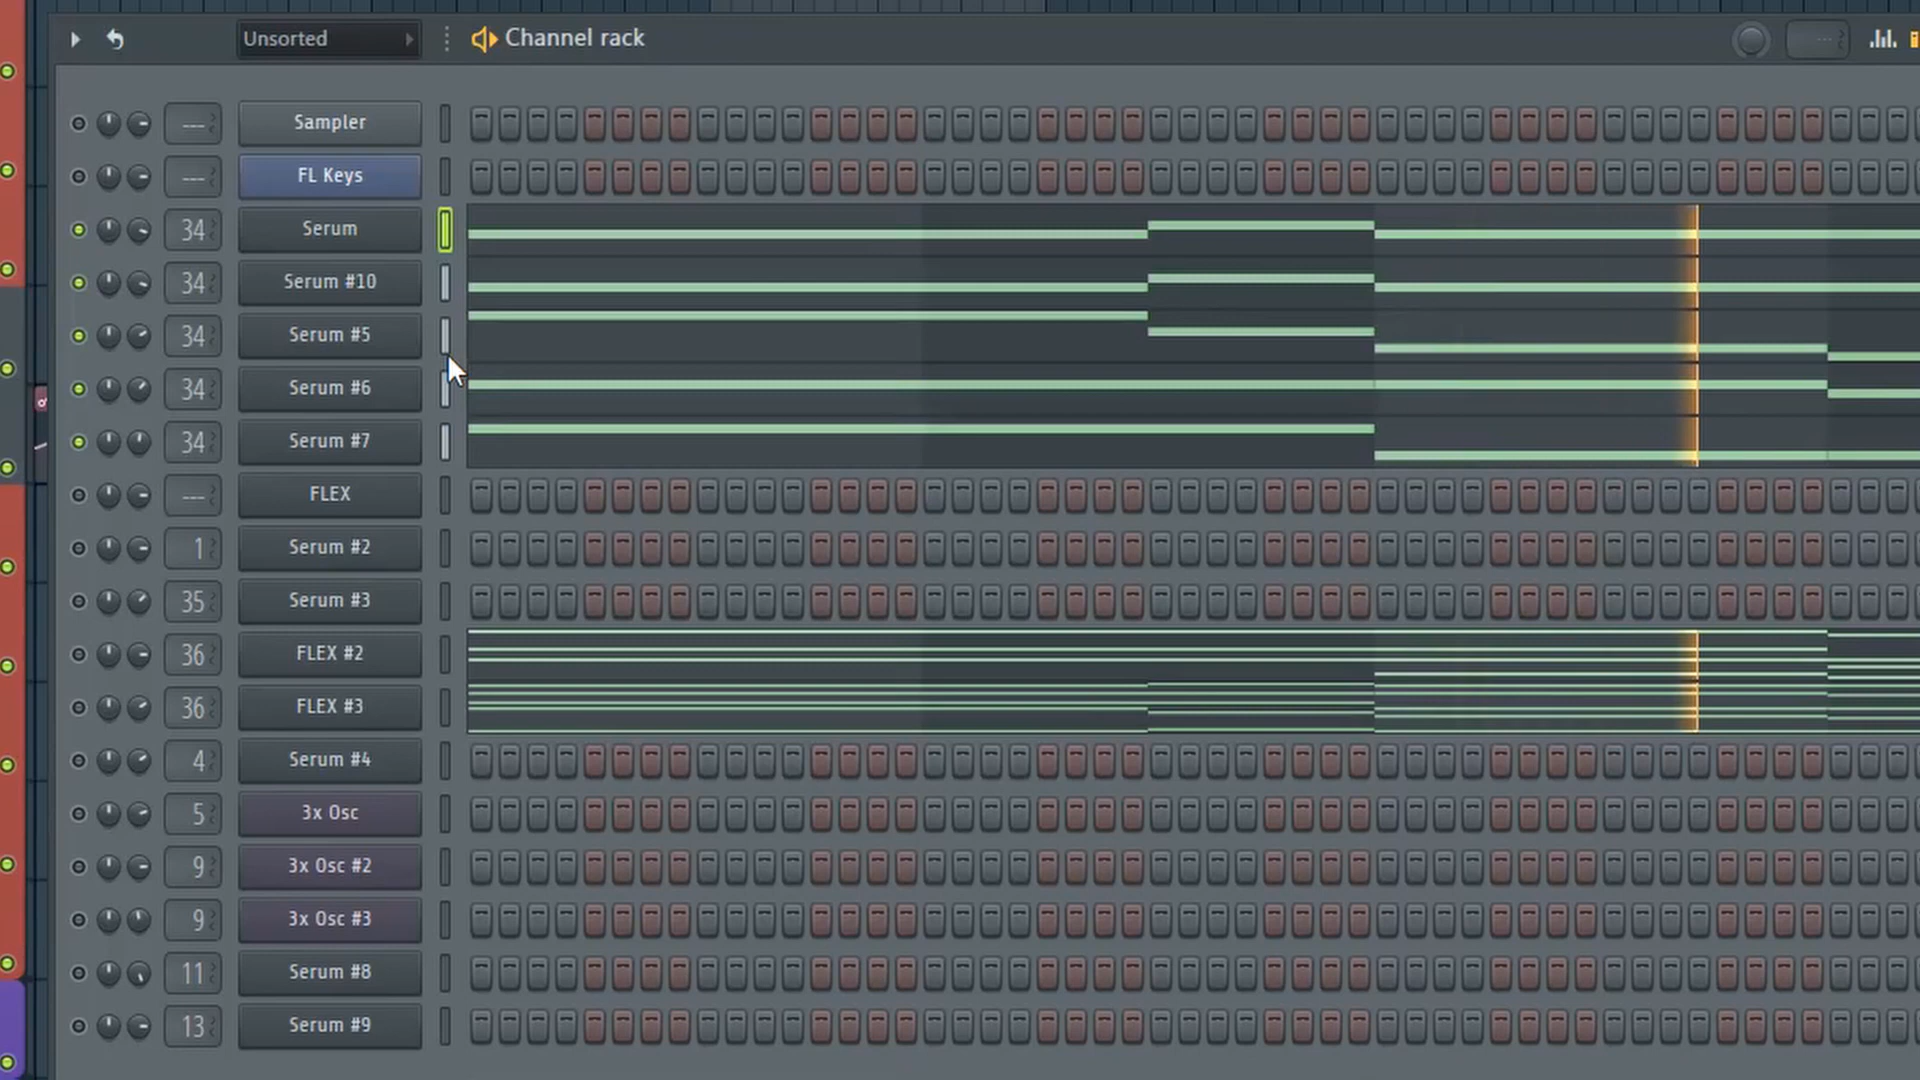 Unsorted Channel rack ---
--- Sampler
--- FL Keys
34 Serum
34 Serum #10
34 Serum #5
34 Serum #6
34 Serum #7
--- FLEX
1 Serum #2
35 Serum #3
36 FLEX #2
36 FLEX #3
4 Serum #4
5 3x Osc
9 3x Osc #2
9 3x Osc #3
11 Serum #8
13 Serum #9